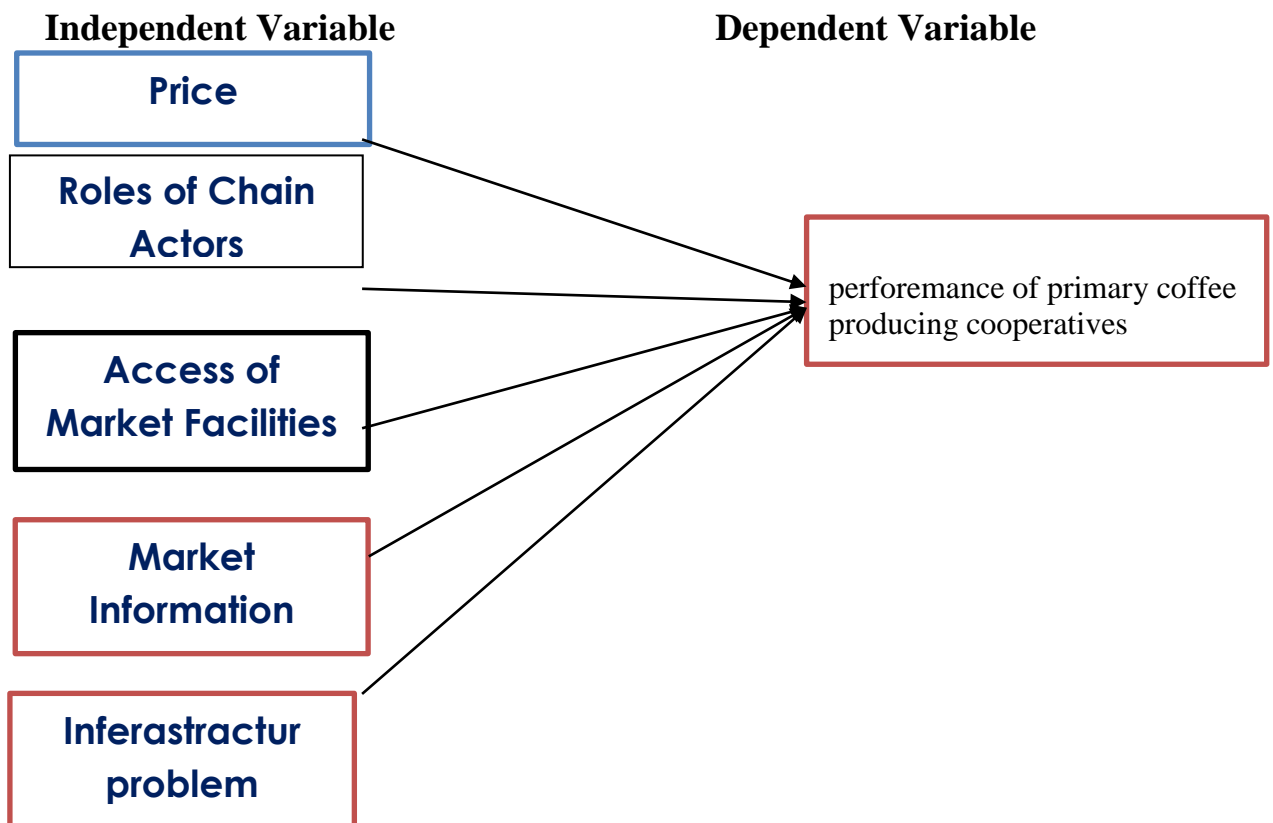 Independent Variable
Dependent Variable
Price
Roles of Chain
Actors
perforemance of primary coffee
producing cooperatives
Access of
Market Facilities
Market
Information
Inferastractur
problem